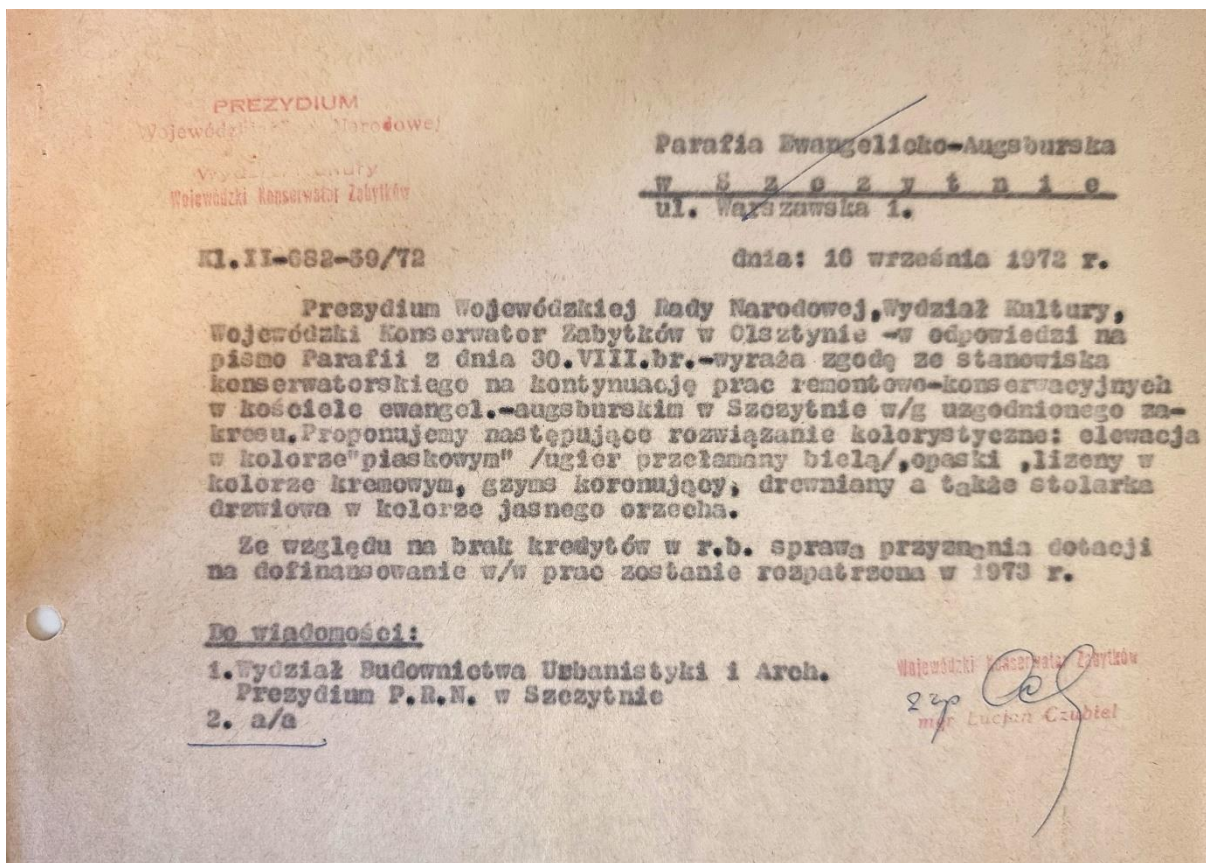 PREZYDIUM
Narodowej
Wojewódzki Konserwator Zabytków
Parafia Ewangelicko-Augsburska
w S z c z y t n i e
ul. Warszawska 1.
Kl.II-682-59/72
dnia: 16 września 1972 r.
Prezydium Wojewódzkiej Rady Narodowej,Wydział Kultury,
Wojewódzki Konserwator Zabytków w Olsztynie -w odpowiedzi na
pismo Parafii z dnia 30.VIII.br.-wyraża zgodę ze stanowiska
konserwatorskiego na kontynuację prac remontowo-konserwacyjnych
w kościele ewangel.-augsburskim w Szczytnie w/g uzgodnionego za-
kresu.Proponujemy następujące rozwiązanie kolorystyczne: elewacja
w kolorze"piaskowym" /ugier przełamany bielą/,opaski ,lizeny w
kolorze kremowym, gzyms koronujący, drewniany a także stolarka
drzwiowa w kolorze jasnego orzecha.
Ze względu na brak kredytów w r.b. sprawa przyznania dotacji
na dofinansowanie w/w prac zostanie rozpatrzona w 1973 r.
Do wiadomości:
1.Wydział Budownictwa Urbanistyki i Arch.
Prezydium P.R.N. w Szczytnie
2. a/a
Wojewódzki Konserwator Zabytków
mgr Lucjan Czubiel